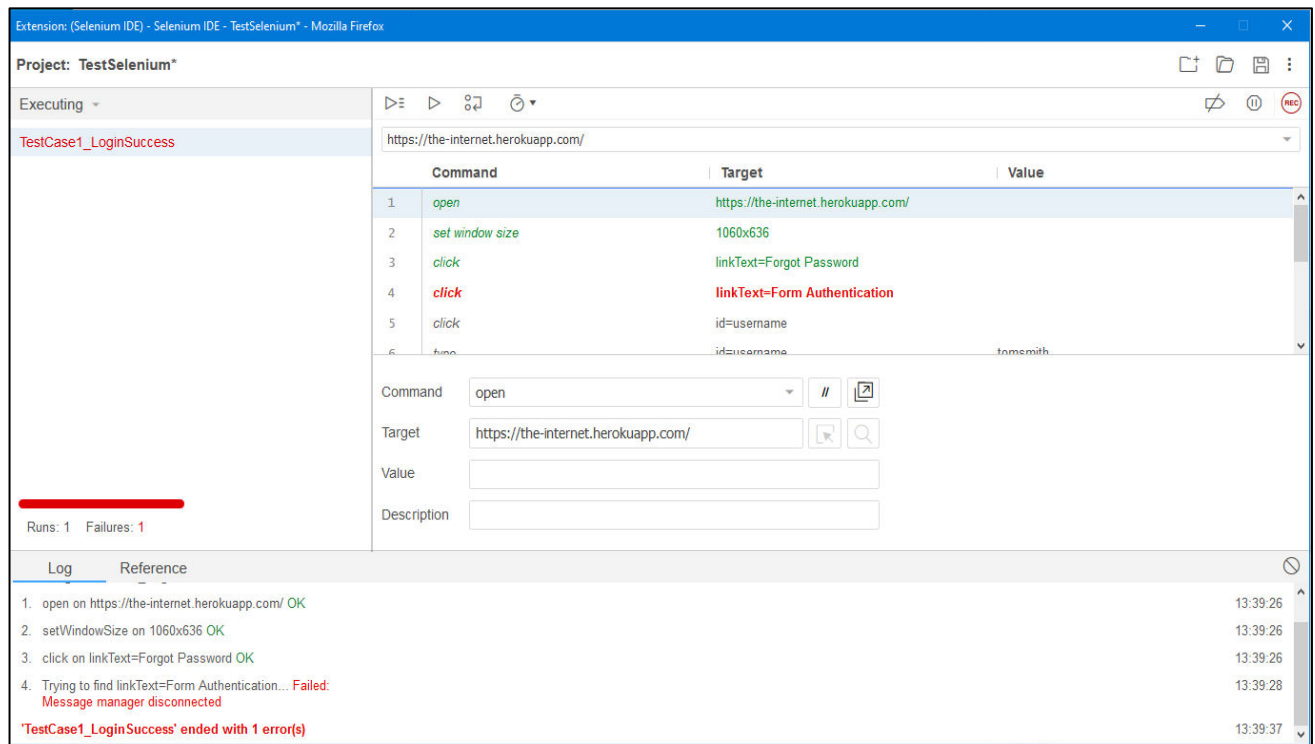 Extension: (Selenium IDE) - Selenium IDE - TestSelenium* - Mozilla Firefox
Project: TestSelenium*
Executing
REC
TestCase1_LoginSuccess
https://the-internet.herokuapp.com/
Command Target Value
1 open https://the-internet.herokuapp.com/
2 set window size 1060x636
3 click linkText=Forgot Password
4 click linkText=Form Authentication
5 click id=username
6 type id=username tomsmith
Command open //
Target https://the-internet.herokuapp.com/
Value
Description
Runs: 1 Failures: 1
Log Reference
1. open on https://the-internet.herokuapp.com/ OK 13:39:26
2. setWindowSize on 1060x636 OK 13:39:26
3. click on linkText=Forgot Password OK 13:39:26
4. Trying to find linkText=Form Authentication... Failed: 13:39:28
Message manager disconnected
'TestCase1_LoginSuccess' ended with 1 error(s) 13:39:37